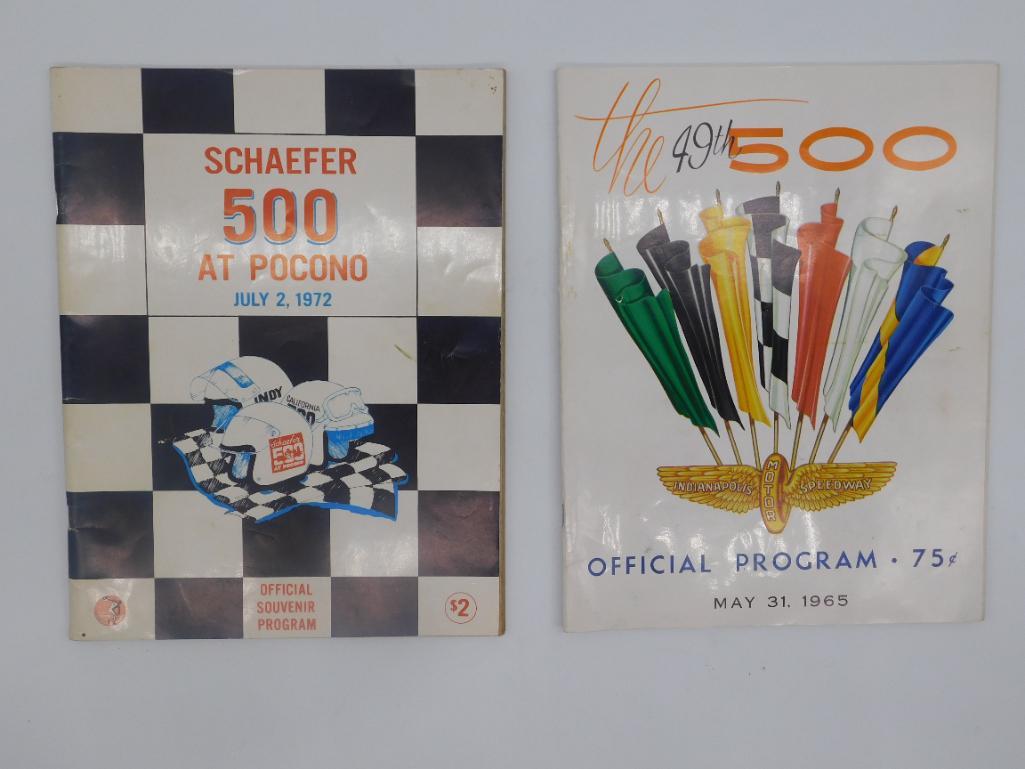 SCHAEFER
500
AT POCONO
JULY 2, 1972
INDY
CALIFORNIA
500
Schaefer
500
AT POCONO
OFFICIAL
SOUVENIR
PROGRAM
$2
the 49th 500
INDIANAPOLIS MOTOR SPEEDWAY
OFFICIAL PROGRAM • 75¢
MAY 31, 1965